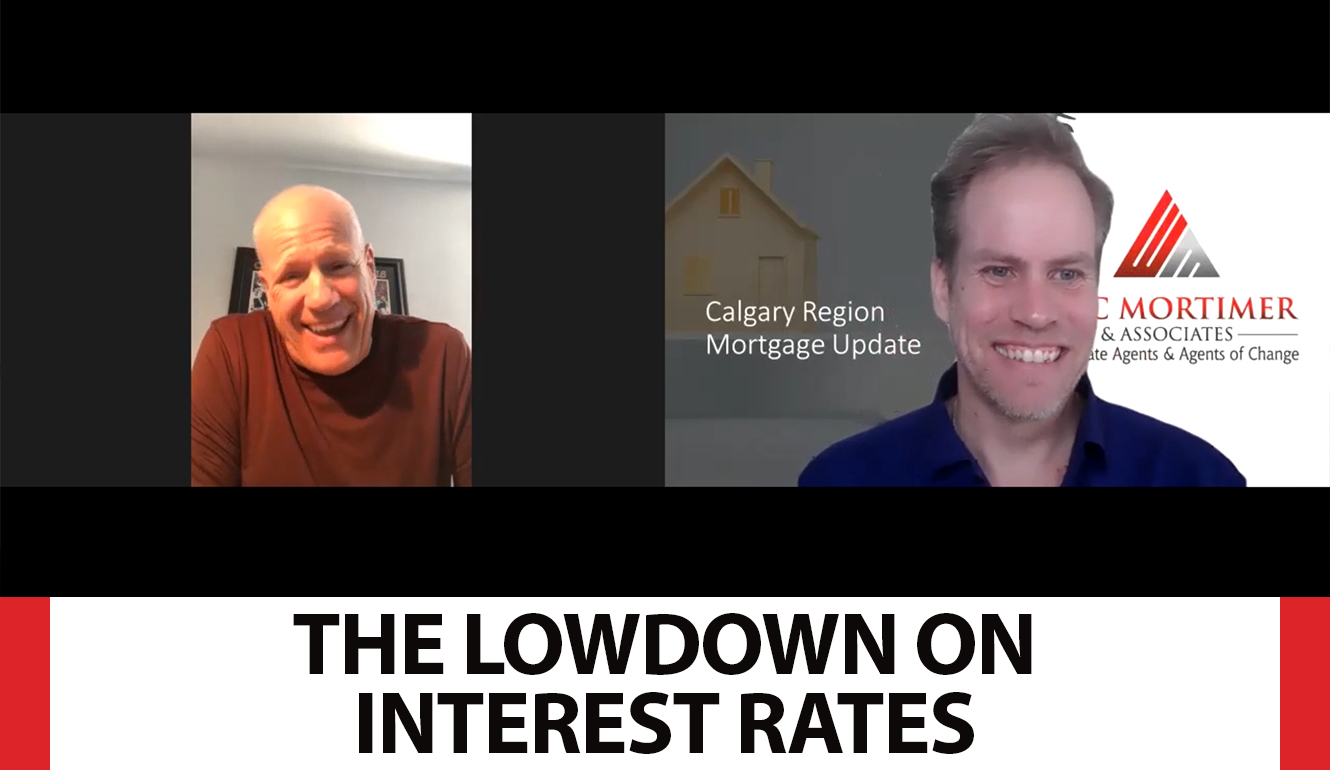 Calgary Region
Mortgage Update
C MORTIMER
& ASSOCIATES
ate Agents & Agents of Change
THE LOWDOWN ON
INTEREST RATES